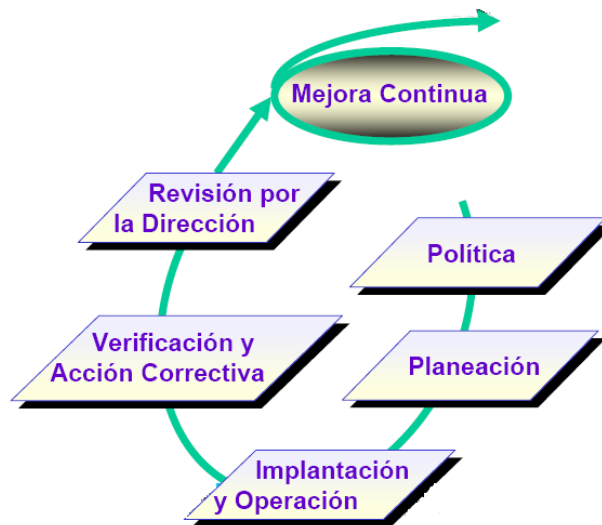 Mejora Continua
Revisión por
la Dirección
Política
Verificación y
Acción Correctiva
Planeación
Implantación
y Operación